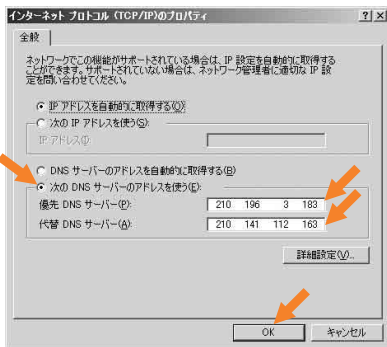 インターネット プロトコル (TCP/IP)のプロパティ
? ×
全般
ネットワークでこの機能がサポートされている場合は、IP 設定を自動的に取得する
ことができます。サポートされていない場合は、ネットワーク管理者に適切な IP 設
定を問い合わせてください。
IP アドレスを自動的に取得する(O)
次の IP アドレスを使う(S):
IP アドレス(I):
DNS サーバーのアドレスを自動的に取得する(B)
次の DNS サーバーのアドレスを使う(E):
優先 DNS サーバー(P): 210 196 3 183
代替 DNS サーバー(A): 210 141 112 163
詳細設定(V)...
OK キャンセル